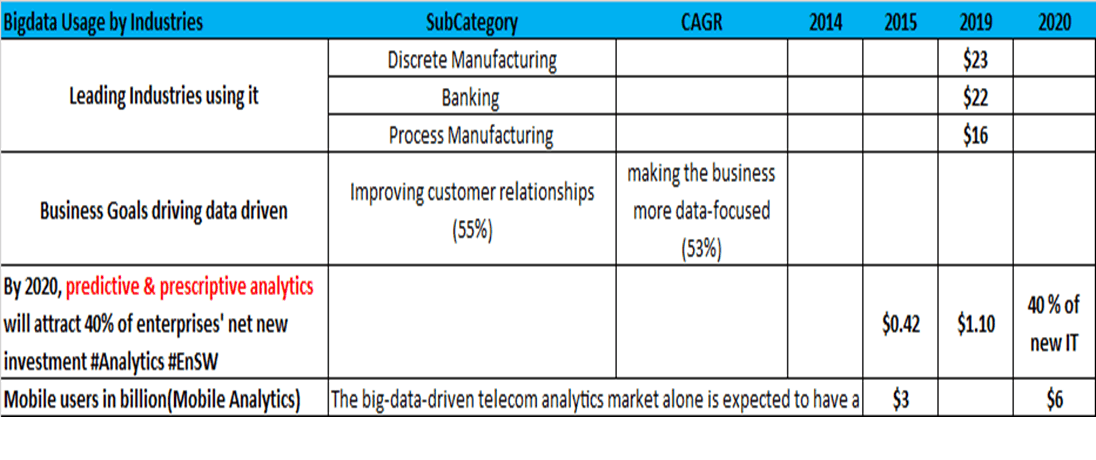 Bigdata Usage by Industries SubCategory CAGR 2014 2015 2019 2020
Leading Industries using it
Discrete Manufacturing $23
Banking $22
Process Manufacturing $16
Business Goals driving data driven
Improving customer relationships
(55%)
making the business
more data-focused
(53%)
By 2020, predictive & prescriptive analytics
will attract 40% of enterprises' net new
investment #Analytics #EnSW
$0.42 $1.10
40 % of
new IT
Mobile users in billion(Mobile Analytics) The big-data-driven telecom analytics market alone is expected to have a $3 $6